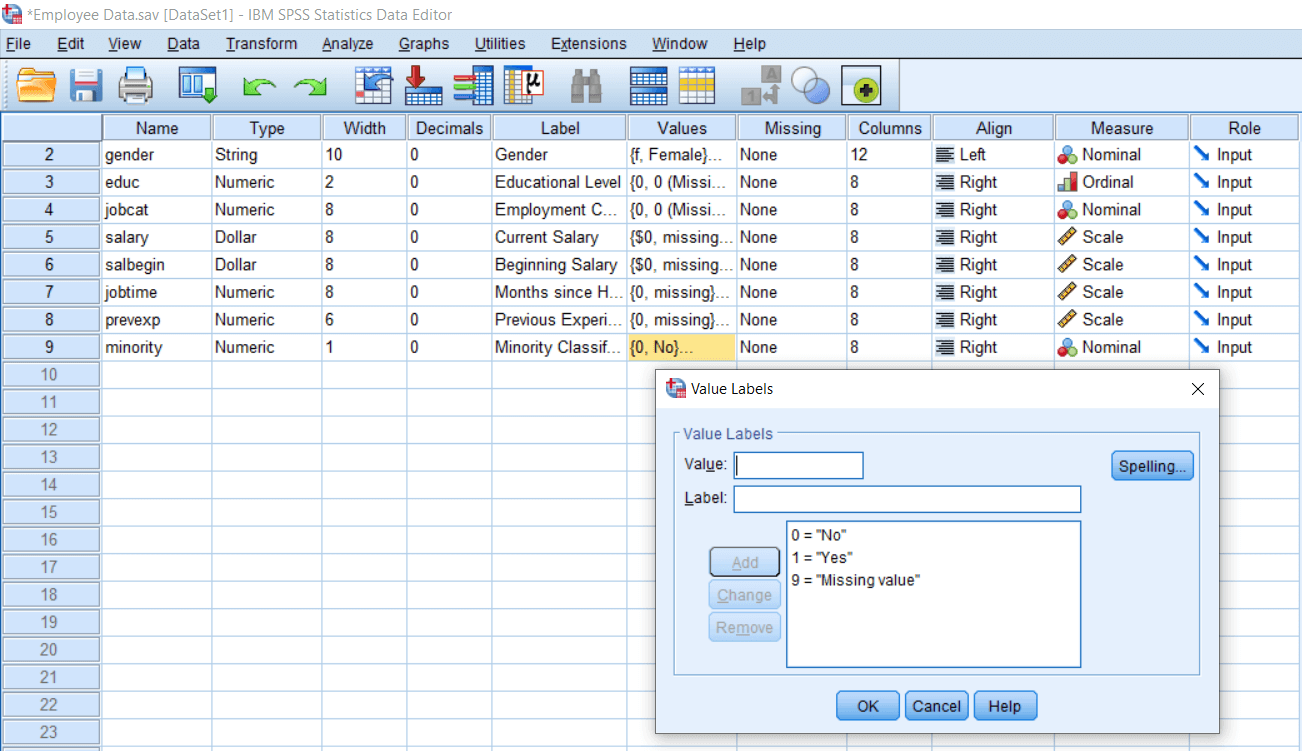 *Employee Data.sav [DataSet1] - IBM SPSS Statistics Data Editor
File Edit View Data Transform Analyze Graphs Utilities Extensions Window Help
Name Type Width Decimals Label Values Missing Columns Align Measure Role
2 gender String 10 0 Gender {f, Female}... None 12 Left Nominal Input
3 educ Numeric 2 0 Educational Level {0, 0 (Missi... None 8 Right Ordinal Input
4 jobcat Numeric 8 0 Employment C... {0, 0 (Missi... None 8 Right Nominal Input
5 salary Dollar 8 0 Current Salary {$0, missing... None 8 Right Scale Input
6 salbegin Dollar 8 0 Beginning Salary {$0, missing... None 8 Right Scale Input
7 jobtime Numeric 8 0 Months since H... {0, missing}... None 8 Right Scale Input
8 prevexp Numeric 6 0 Previous Experi... {0, missing}... None 8 Right Scale Input
9 minority Numeric 1 0 Minority Classif... {0, No}... None 8 Right Nominal Input
10
11
12
13
14
15
16
17
18
19
20
21
22
23
Value Labels
Value Labels
Value: Spelling...
Label:
0 = "No"
1 = "Yes"
9 = "Missing value"
Add
Change
Remove
OK Cancel Help